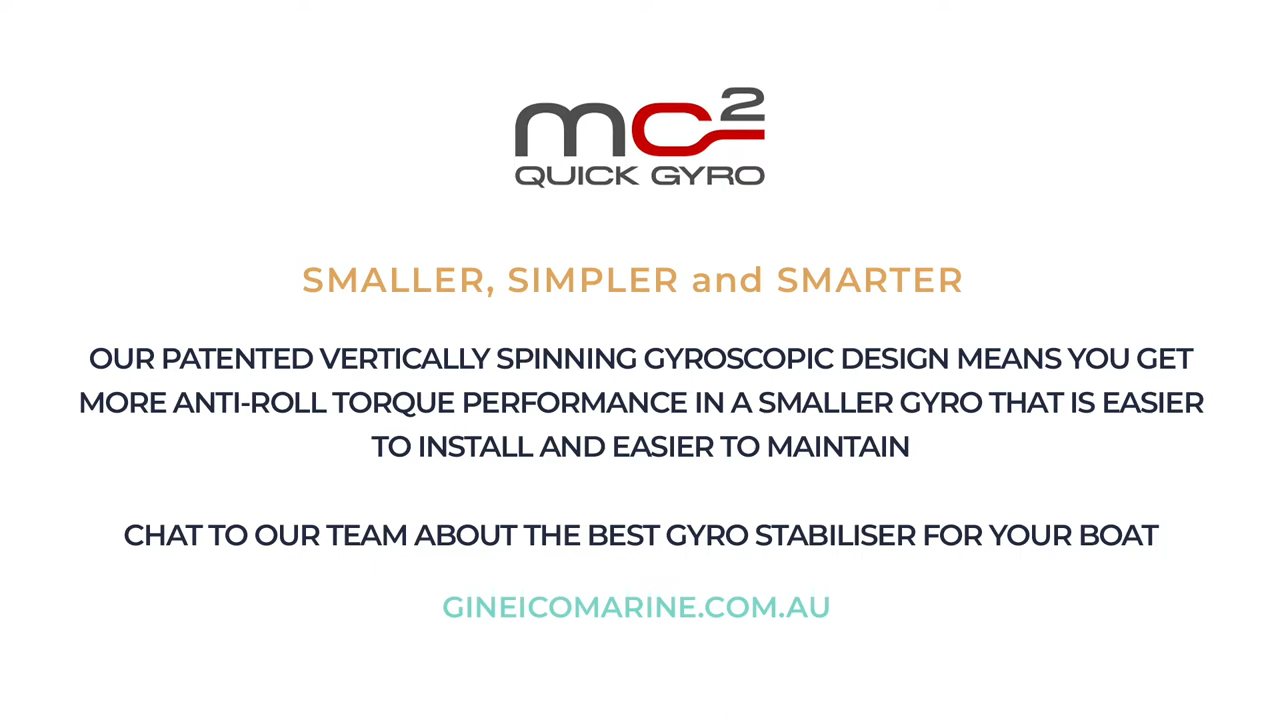 mc2
QUICK GYRO
SMALLER, SIMPLER and SMARTER
OUR PATENTED VERTICALLY SPINNING GYROSCOPIC DESIGN MEANS YOU GET
MORE ANTI-ROLL TORQUE PERFORMANCE IN A SMALLER GYRO THAT IS EASIER
TO INSTALL AND EASIER TO MAINTAIN
CHAT TO OUR TEAM ABOUT THE BEST GYRO STABILISER FOR YOUR BOAT
GINEICOMARINE.COM.AU